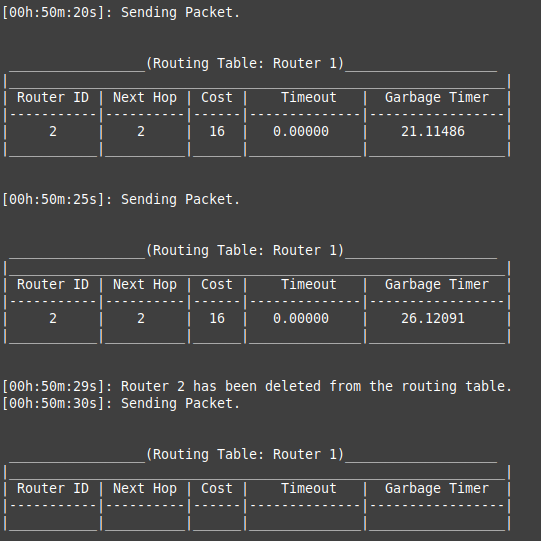 [00h:50m:20s]: Sending Packet.
(Routing Table: Router 1)
| Router ID | Next Hop | Cost |    Timeout   |  Garbage Timer  |
|-----------|----------|------|--------------|-----------------|
|     2     |    2     |  16  |   0.00000    |    21.11486     |
[00h:50m:25s]: Sending Packet.
(Routing Table: Router 1)
| Router ID | Next Hop | Cost |    Timeout   |  Garbage Timer  |
|-----------|----------|------|--------------|-----------------|
|     2     |    2     |  16  |   0.00000    |    26.12091     |
[00h:50m:29s]: Router 2 has been deleted from the routing table.
[00h:50m:30s]: Sending Packet.
(Routing Table: Router 1)
| Router ID | Next Hop | Cost |    Timeout   |  Garbage Timer  |
|-----------|----------|------|--------------|-----------------|